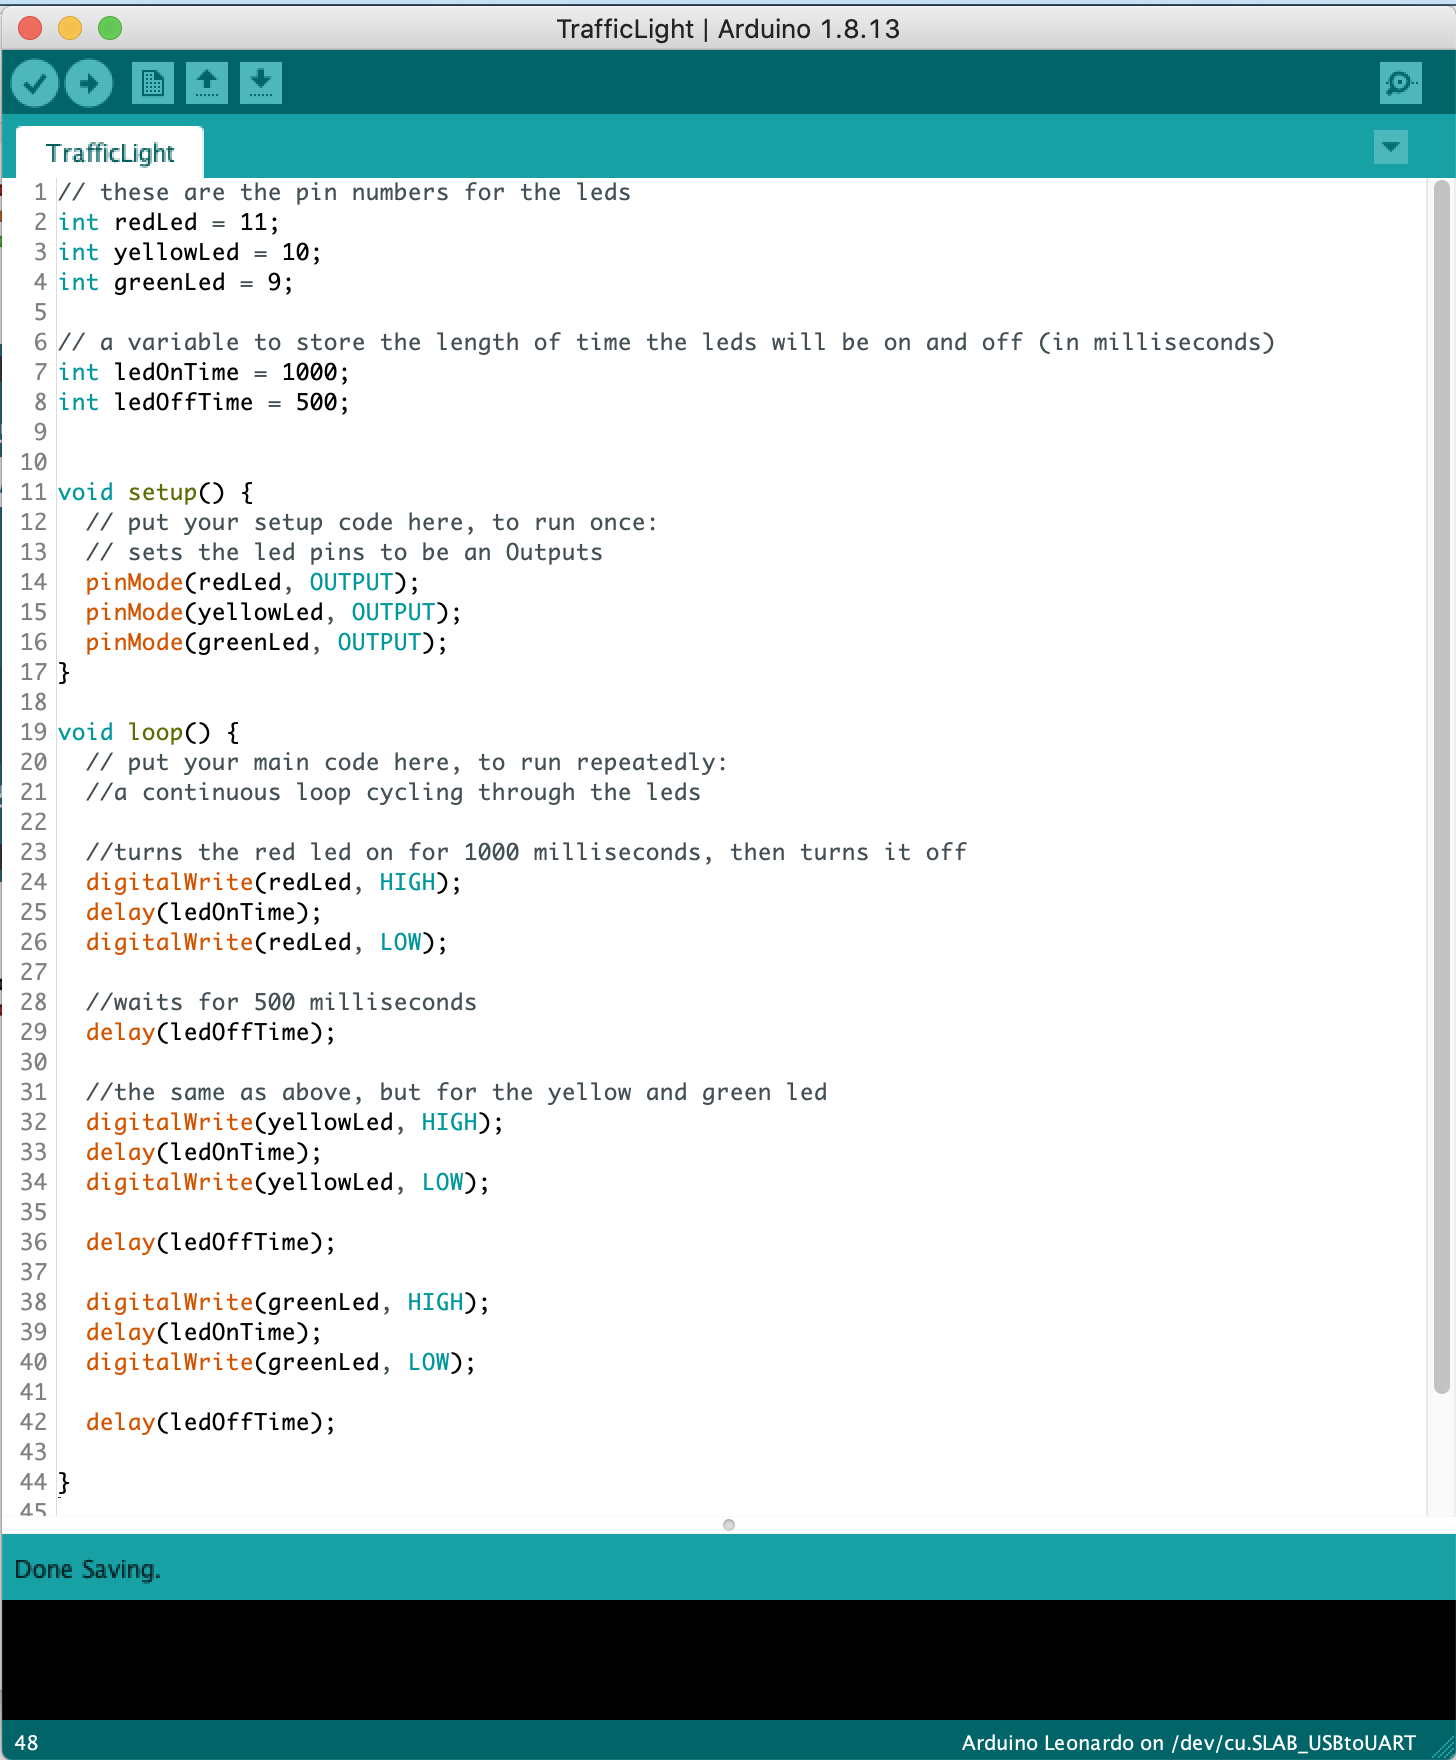 TrafficLight | Arduino 1.8.13
TrafficLight
1 // these are the pin numbers for the leds
2 int redLed = 11;
3 int yellowLed = 10;
4 int greenLed = 9;
5
6 // a variable to store the length of time the leds will be on and off (in milliseconds)
7 int ledOnTime = 1000;
8 int ledOffTime = 500;
9
10
11 void setup() {
12   // put your setup code here, to run once:
13   // sets the led pins to be an Outputs
14   pinMode(redLed, OUTPUT);
15   pinMode(yellowLed, OUTPUT);
16   pinMode(greenLed, OUTPUT);
17 }
18
19 void loop() {
20   // put your main code here, to run repeatedly:
21   //a continuous loop cycling through the leds
22
23   //turns the red led on for 1000 milliseconds, then turns it off
24   digitalWrite(redLed, HIGH);
25   delay(ledOnTime);
26   digitalWrite(redLed, LOW);
27
28   //waits for 500 milliseconds
29   delay(ledOffTime);
30
31   //the same as above, but for the yellow and green led
32   digitalWrite(yellowLed, HIGH);
33   delay(ledOnTime);
34   digitalWrite(yellowLed, LOW);
35
36   delay(ledOffTime);
37
38   digitalWrite(greenLed, HIGH);
39   delay(ledOnTime);
40   digitalWrite(greenLed, LOW);
41
42   delay(ledOffTime);
43
44 }
45
Done Saving.
48 Arduino Leonardo on /dev/cu.SLAB_USBtoUART